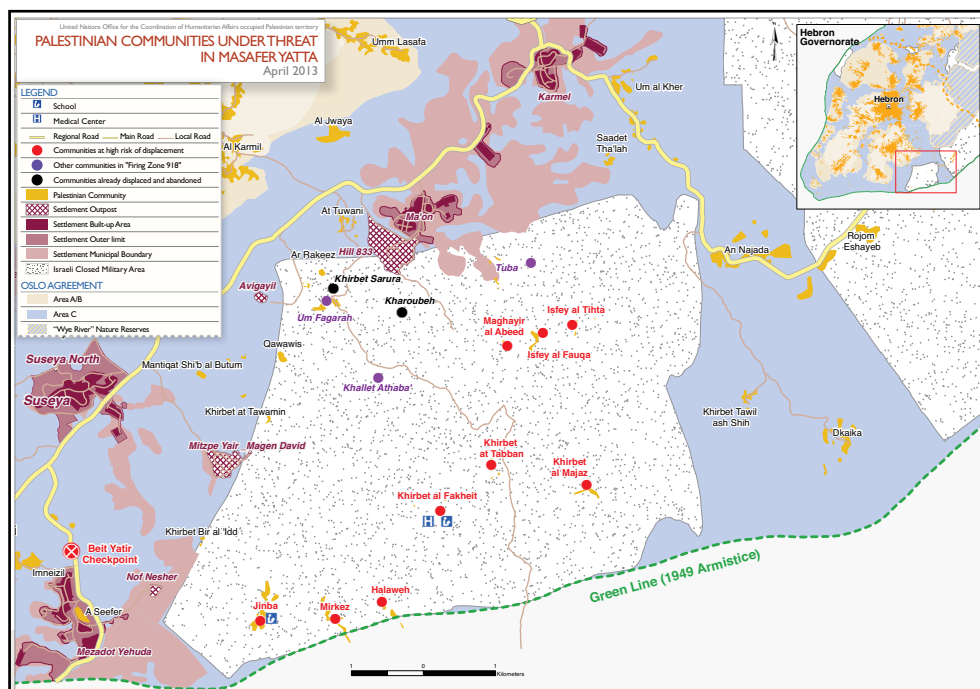 United Nations Office for the Coordination of Humanitarian Affairs occupied Palestinian territory
PALESTINIAN COMMUNITIES UNDER THREAT
IN MASAFER YATTA
April 2013
LEGEND
School
Medical Center
Regional Road
Main Road
Local Road
Communities at high risk of displacement
Other communities in "Firing Zone 918"
Communities already displaced and abandoned
Palestinian Community
Settlement Outpost
Settlement Built-up Area
Settlement Outer limit
Settlement Municipal Boundary
Israeli Closed Military Area
OSLO AGREEMENT
Area A/B
Area C
"Wye River" Nature Reserves
Hebron
Governorate
Hebron
Umm Lasafa
Karmel
Um al Kher
Al Jwaya
Al Karmil
Saadet
Tha'lah
At Tuwani
Ma'on
Hill 833
Ar Rakeez
Avigayil
Khirbet Sarura
Um Fagarah
Kharoubeh
Tuba
An Najada
Rojom
Eshayeb
Isfey al Tihta
Maghayir
al Abeed
Isfey al Fauqa
Qawawis
Suseya North
Mantiqat Shi'b al Butum
Suseya
Khallet Athaba'
Khirbet at Tawamin
Mitzpe Yair
Magen David
Khirbet Tawil
ash Shih
Dkaika
Khirbet
at Tabban
Khirbet
al Majaz
Khirbet al Fakheit
H
Khirbet Bir al 'Idd
Beit Yatir
Checkpoint
Imneizil
Nof Nesher
A Seefer
Mezadot Yehuda
Jinba
Mirkez
Halaweh
Green Line (1949 Armistice)
1 0 1
Kilometers